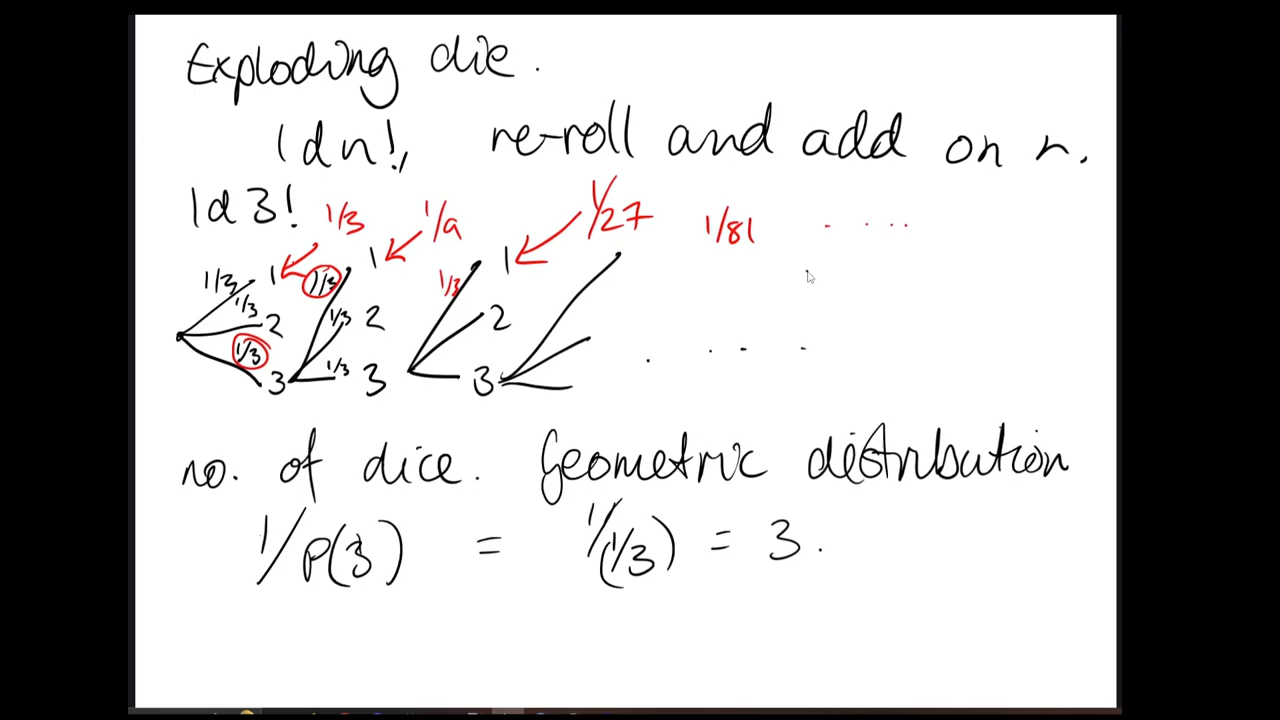 Exploding die.
1dn!, re-roll and add on n.
1d3! 1/3 1/9 1/27 1/81 . . . .
1/3 1 1/3 1 1/3 1
1/3 2 1/3 2 2
1/3 3 1/3 3 3 . . - .
no. of dice. Geometric distribution
1/P(3) = 1/(1/3) = 3.